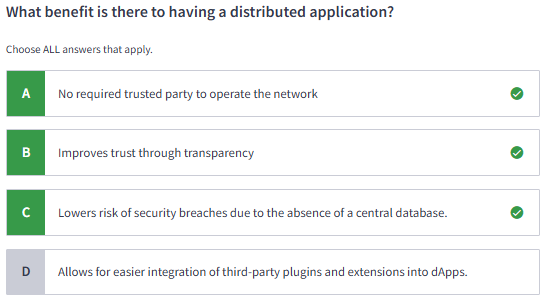 What benefit is there to having a distributed application?
Choose ALL answers that apply.
A No required trusted party to operate the network
B Improves trust through transparency
C Lowers risk of security breaches due to the absence of a central database.
D Allows for easier integration of third-party plugins and extensions into dApps.